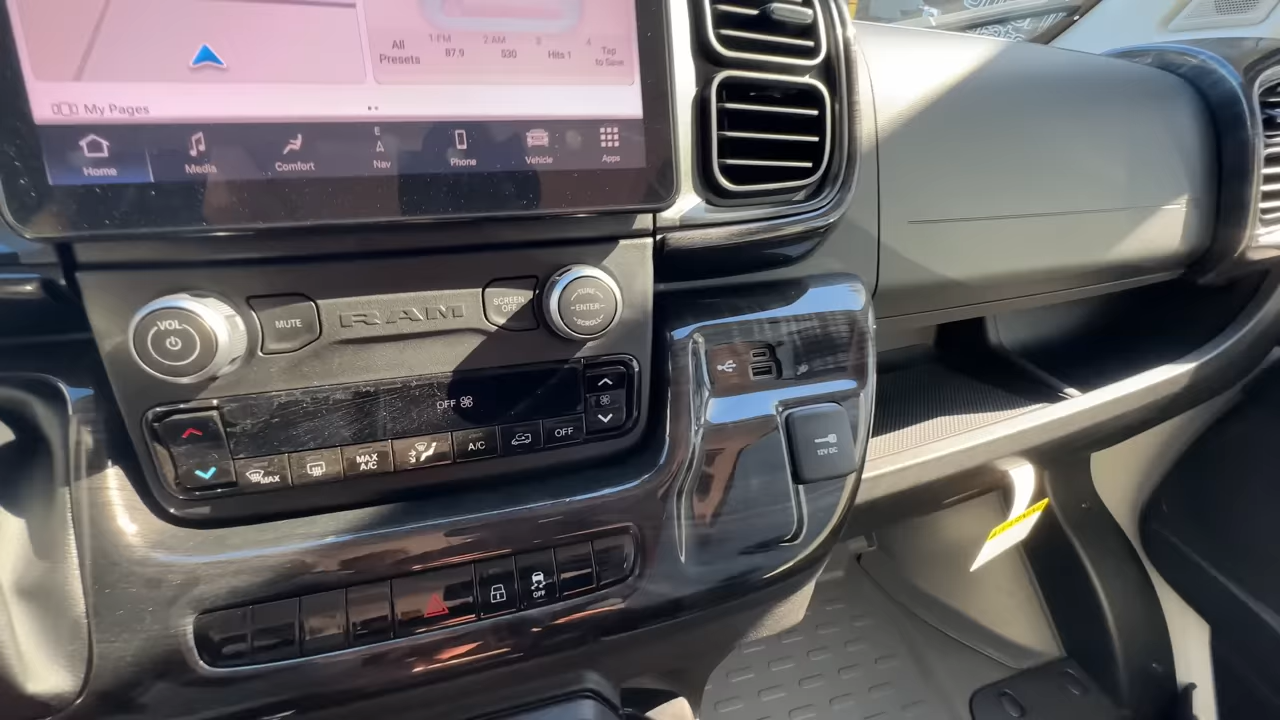 All
Presets
1-FM
87.9
2-AM
530
3
Hits 1
4
Tap
to Save
My Pages
Home
Media
Comfort
E
Nav
Phone
Vehicle
Apps
VOL
MUTE
RAM
SCREEN
OFF
TUNE
ENTER
SCROLL
OFF
MAX
MAX
A/C
A/C
OFF
12V DC
OFF
WARNING